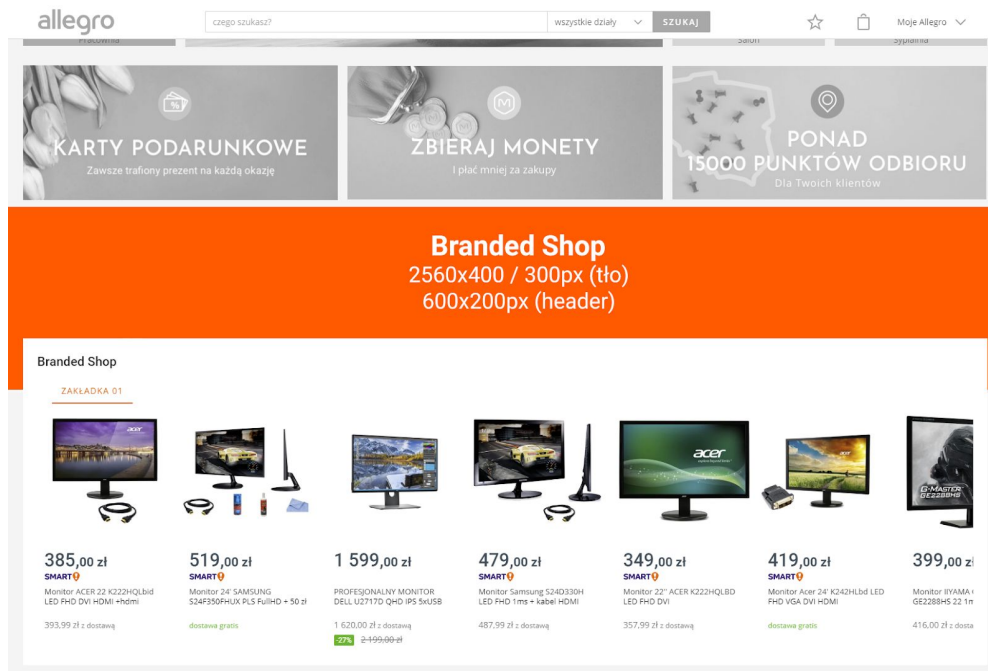 allegro
czego szukasz?
wszystkie działy
SZUKAJ
Moje Allegro
Pracownia
Salon
Sypialnia
KARTY PODARUNKOWE
Zawsze trafiony prezent na każdą okazję
ZBIERAJ MONETY
I płać mniej za zakupy
PONAD
15000 PUNKTÓW ODBIORU
Dla Twoich klientów
Branded Shop
2560x400 / 300px (tło)
600x200px (header)
Branded Shop
ZAKŁADKA 01
acer
acer
G-MASTER
GE2288HS
385,00 zł
SMART!
Monitor ACER 22 K222HQLbid
LED FHD DVI HDMI +hdmi
393,99 zł z dostawą
519,00 zł
SMART!
Monitor 24' SAMSUNG
S24F350FHUX PLS FullHD + 50 zł
dostawa gratis
1 599,00 zł
PROFESJONALNY MONITOR
DELL U2717D QHD IPS 5xUSB
1 620,00 zł z dostawą
-27% 2 199,00 zł
479,00 zł
SMART!
Monitor Samsung S24D330H
LED FHD 1ms + kabel HDMI
487,99 zł z dostawą
349,00 zł
SMART!
Monitor 22" ACER K222HQLBD
LED FHD DVI
357,99 zł z dostawą
419,00 zł
SMART!
Monitor Acer 24' K242HLbd LED
FHD VGA DVI HDMI
dostawa gratis
399,00 z
Monitor IIYAMA
GE2288HS 22 1m
416,00 zł z dosta